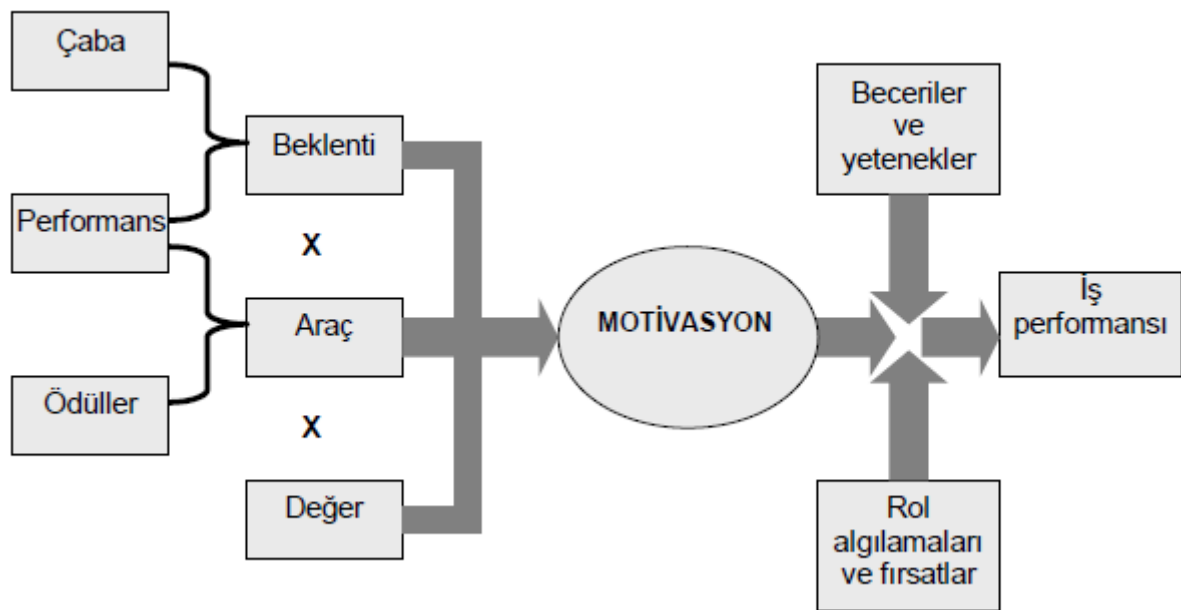 Çaba
Performans
Ödüller
Beklenti
X
Araç
X
Değer
MOTİVASYON
Beceriler
ve
yetenekler
Rol
algılamaları
ve fırsatlar
İş
performansı